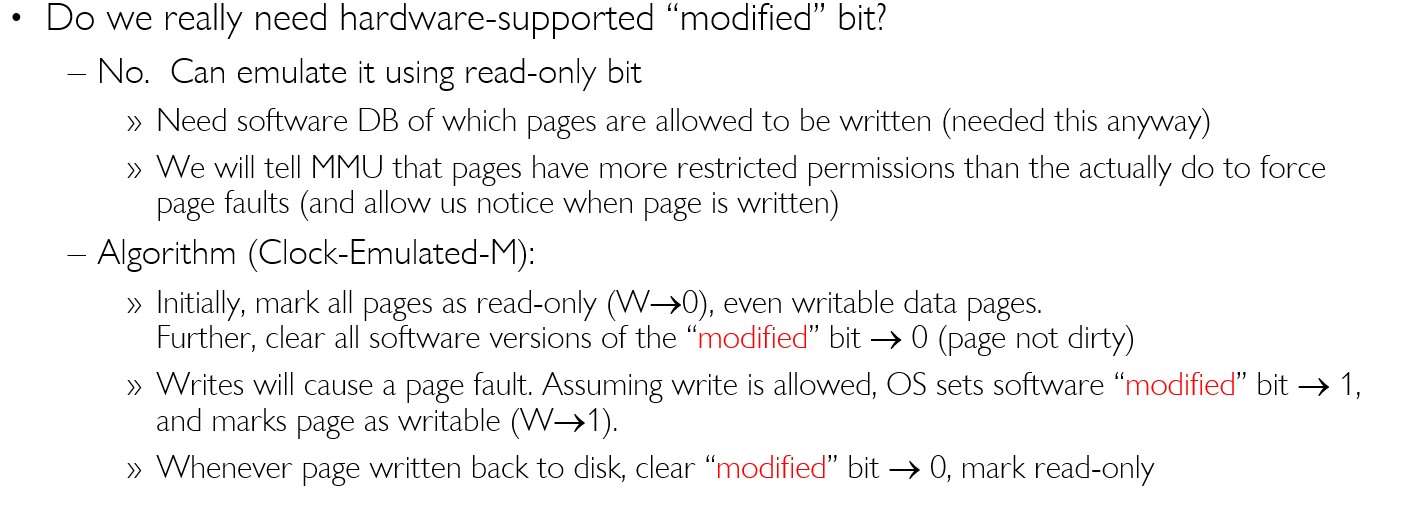 • Do we really need hardware-supported “modified” bit?
– No.  Can emulate it using read-only bit
» Need software DB of which pages are allowed to be written (needed this anyway)
» We will tell MMU that pages have more restricted permissions than the actually do to force
page faults (and allow us notice when page is written)
– Algorithm (Clock-Emulated-M):
» Initially, mark all pages as read-only (W→0), even writable data pages.
Further, clear all software versions of the “modified” bit → 0 (page not dirty)
» Writes will cause a page fault. Assuming write is allowed, OS sets software “modified” bit → 1,
and marks page as writable (W→1).
» Whenever page written back to disk, clear “modified” bit → 0, mark read-only